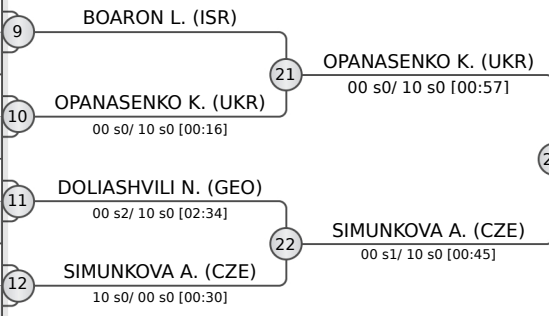 BOARON L. (ISR)
9
21
OPANASENKO K. (UKR)
00 s0/ 10 s0 [00:57]
OPANASENKO K. (UKR)
10
00 s0/ 10 s0 [00:16]
2
DOLIASHVILI N. (GEO)
11
00 s2/ 10 s0 [02:34]
22
SIMUNKOVA A. (CZE)
00 s1/ 10 s0 [00:45]
SIMUNKOVA A. (CZE)
12
10 s0/ 00 s0 [00:30]